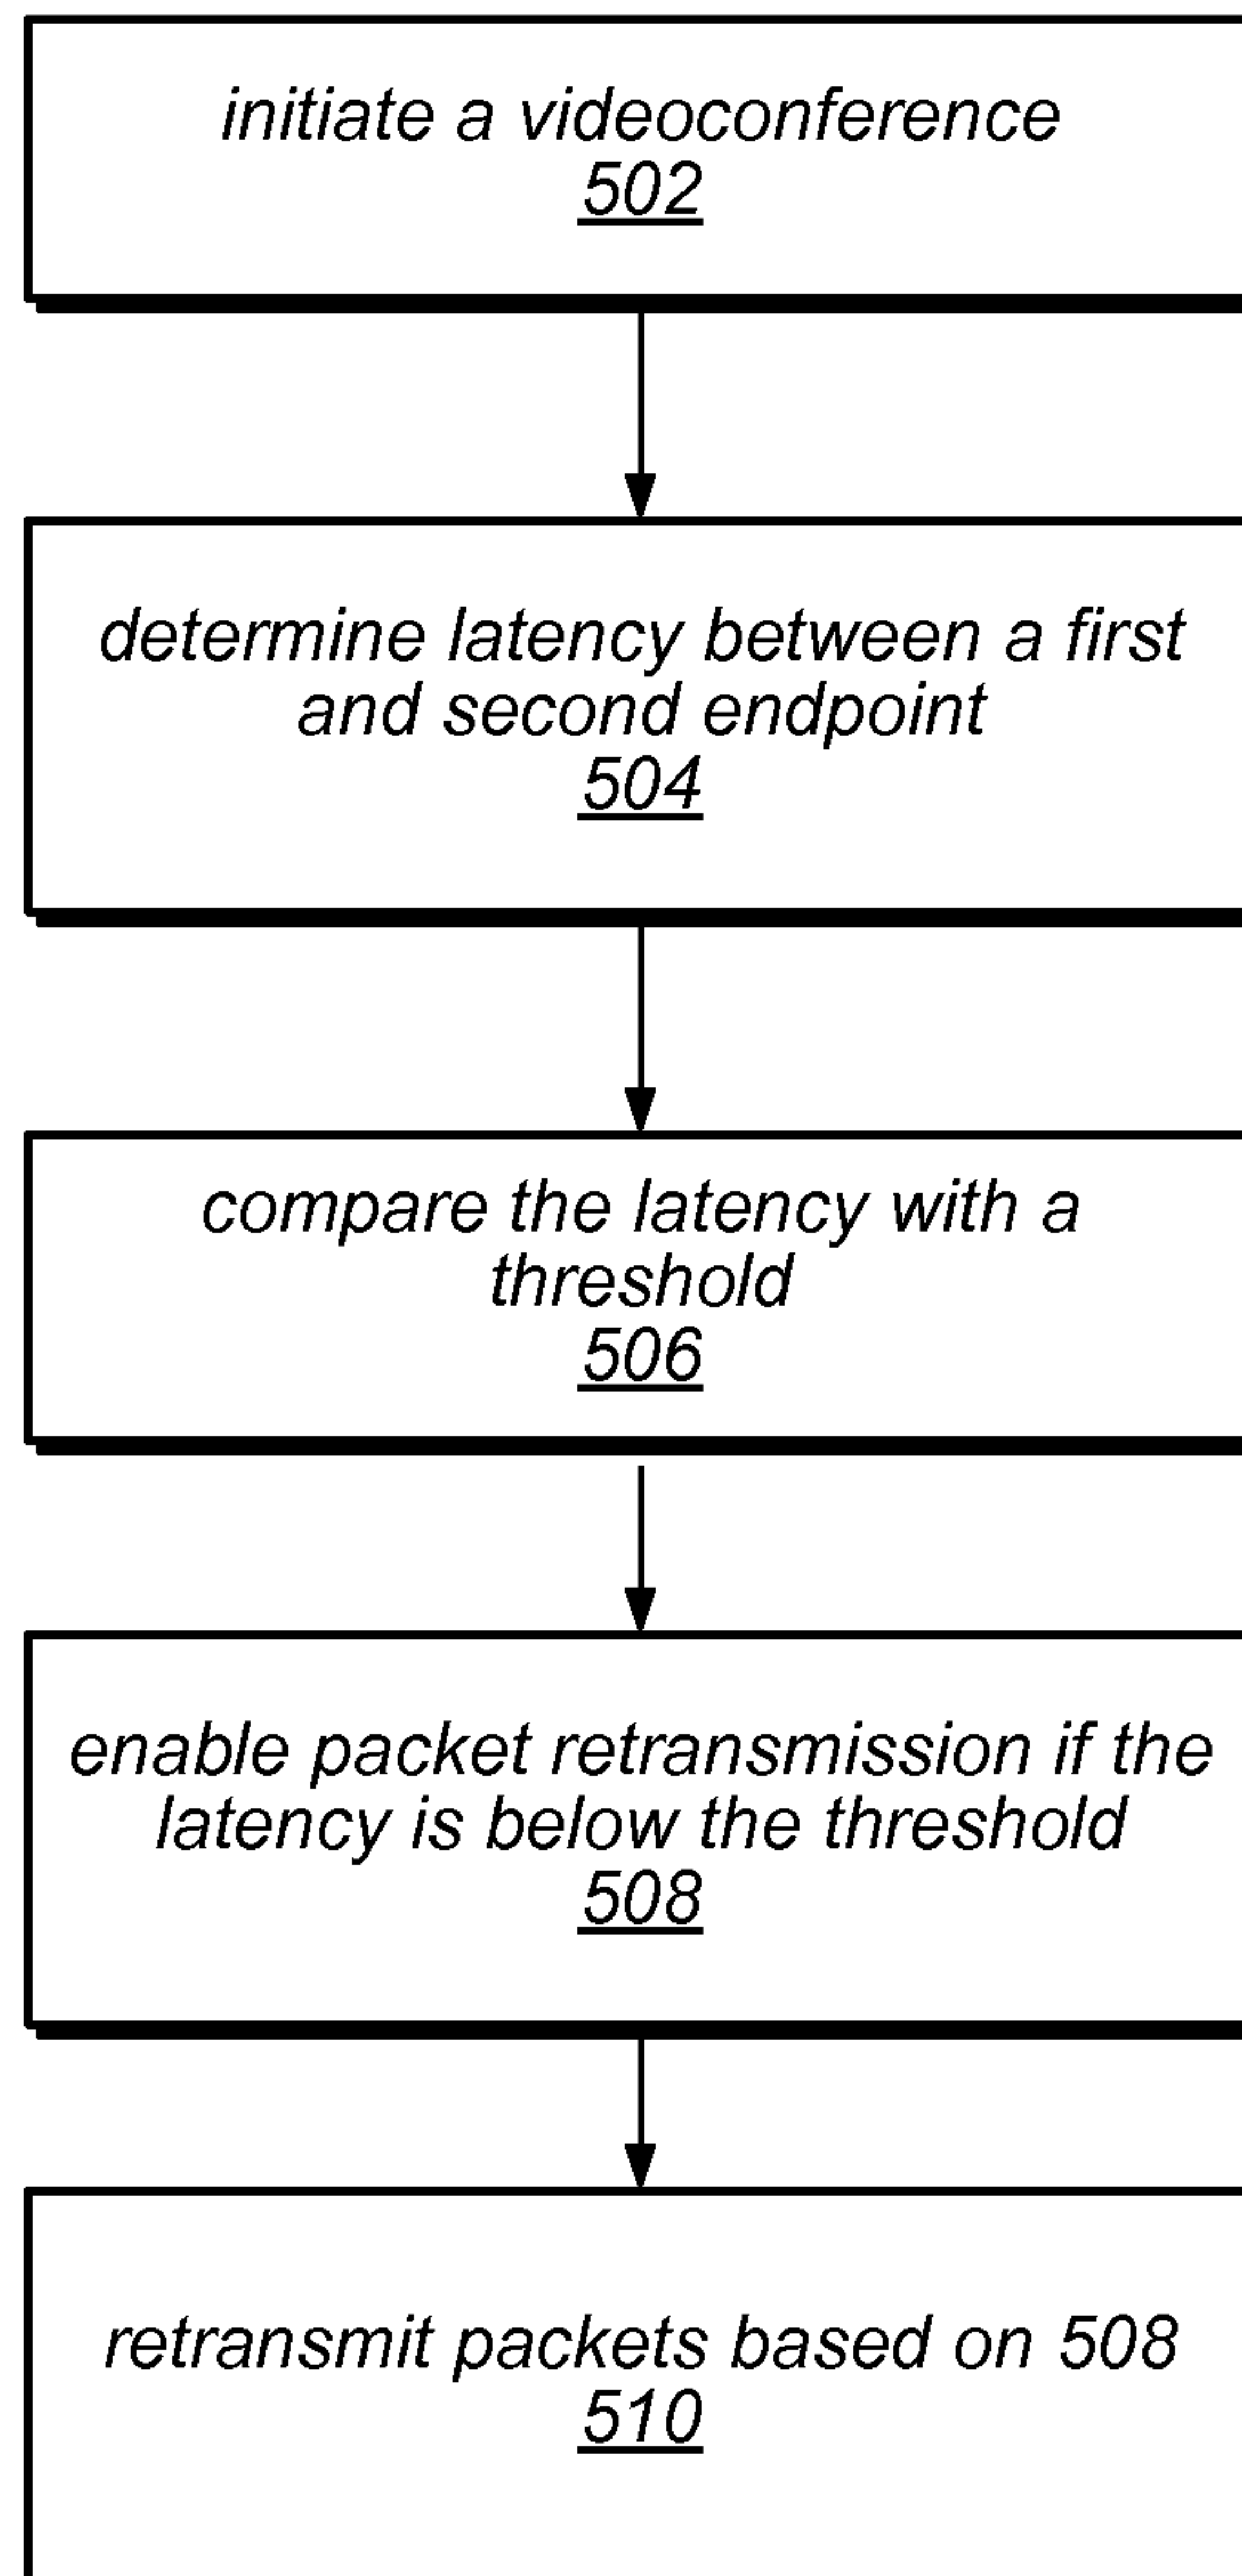 initiate a videoconference
502
determine latency between a first
and second endpoint
504
compare the latency with a
threshold
506
enable packet retransmission if the
latency is below the threshold
508
retransmit packets based on 508
510